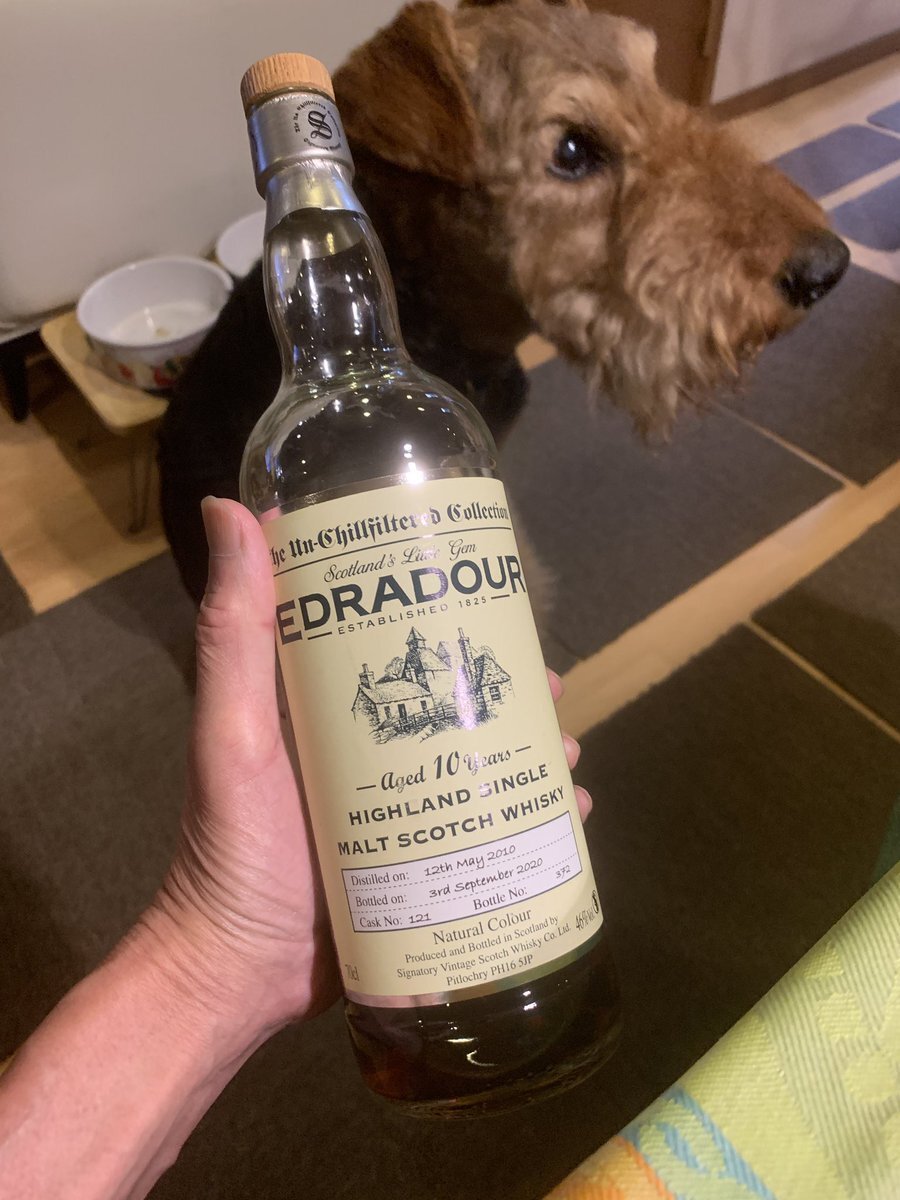 The Un-Chillfiltered Collection
Scotland's Little Gem
EDRADOUR
ESTABLISHED 1825
Aged 10 Years
HIGHLAND SINGLE
MALT SCOTCH WHISKY
Distilled on: 12th May 2010
Bottled on: 3rd September 2020
Cask No: 121 Bottle No: 372
Natural Colour
Produced and Bottled in Scotland by
Signatory Vintage Scotch Whisky Co. Ltd.
Pitlochry PH16 5JP
70cl
46%vol